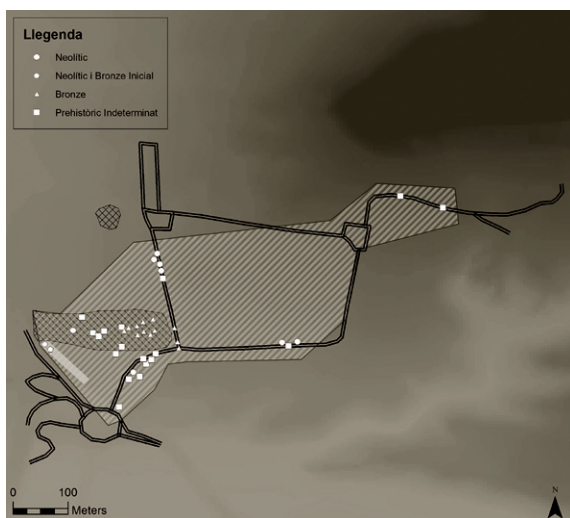 Llegenda
Neolític
Neolític i Bronze Inicial
Bronze
Prehistòric Indeterminat
0 100
Meters
N